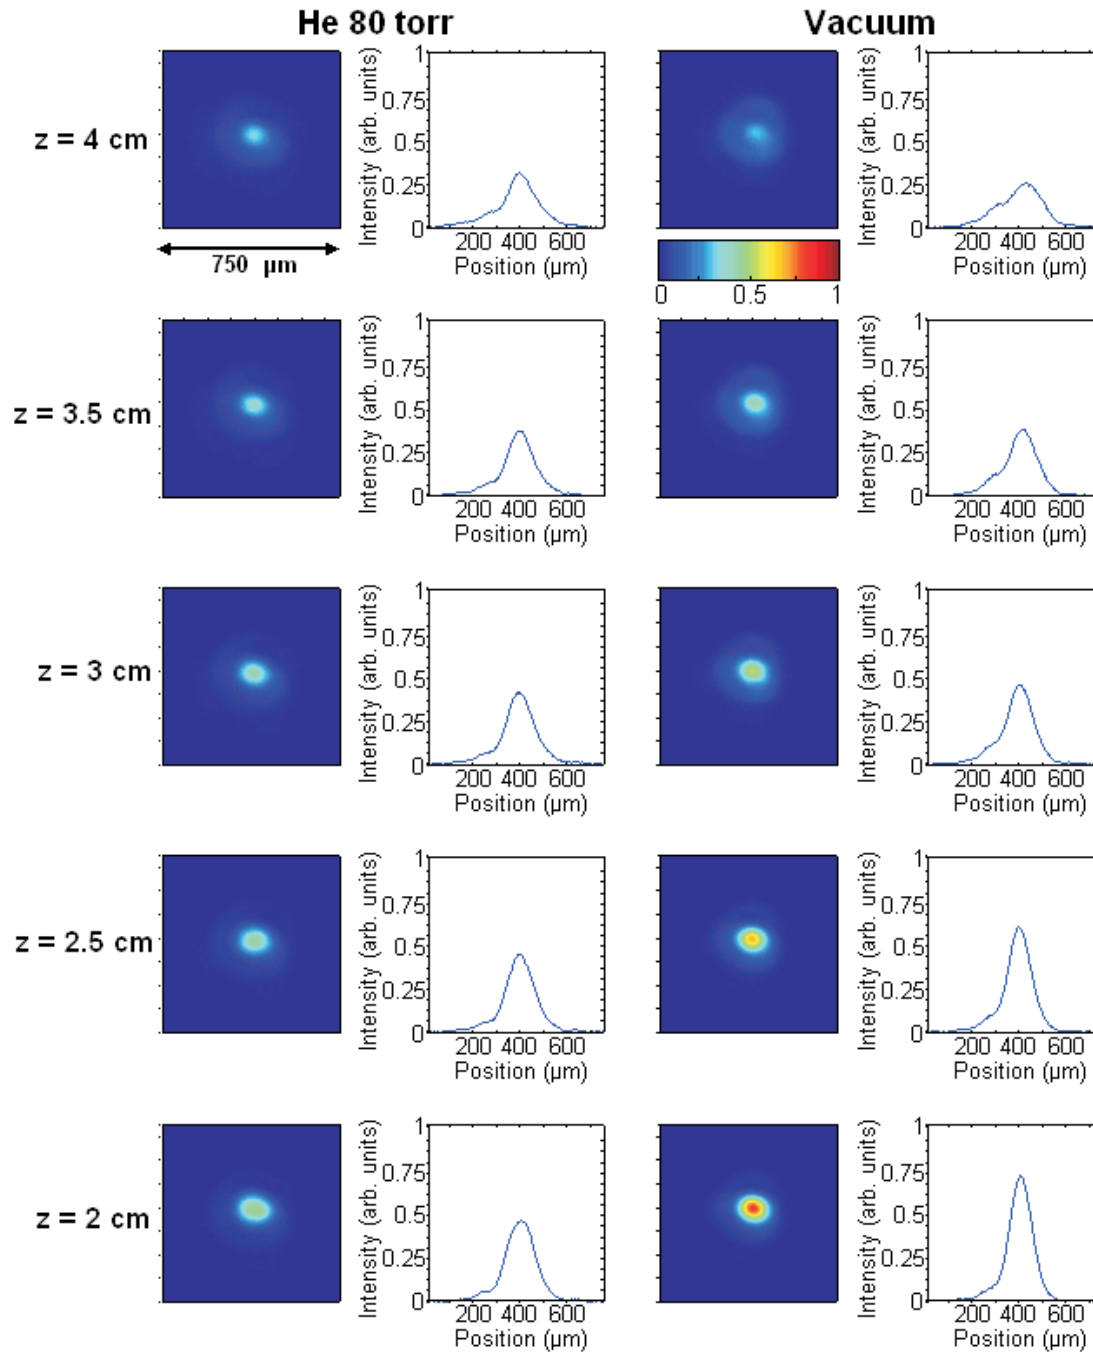 He 80 torr Vacuum
z = 4 cm
Intensity (arb. units)
1
0.75
0.5
0.25
0
200 400 600
Position (µm)
750 µm
Intensity (arb. units)
1
0.75
0.5
0.25
0
200 400 600
Position (µm)
0 0.5 1
z = 3.5 cm
Intensity (arb. units)
1
0.75
0.5
0.25
0
200 400 600
Position (µm)
Intensity (arb. units)
1
0.75
0.5
0.25
0
200 400 600
Position (µm)
z = 3 cm
Intensity (arb. units)
1
0.75
0.5
0.25
0
200 400 600
Position (µm)
Intensity (arb. units)
1
0.75
0.5
0.25
0
200 400 600
Position (µm)
z = 2.5 cm
Intensity (arb. units)
1
0.75
0.5
0.25
0
200 400 600
Position (µm)
Intensity (arb. units)
1
0.75
0.5
0.25
0
200 400 600
Position (µm)
z = 2 cm
Intensity (arb. units)
1
0.75
0.5
0.25
0
200 400 600
Position (µm)
Intensity (arb. units)
1
0.75
0.5
0.25
0
200 400 600
Position (µm)